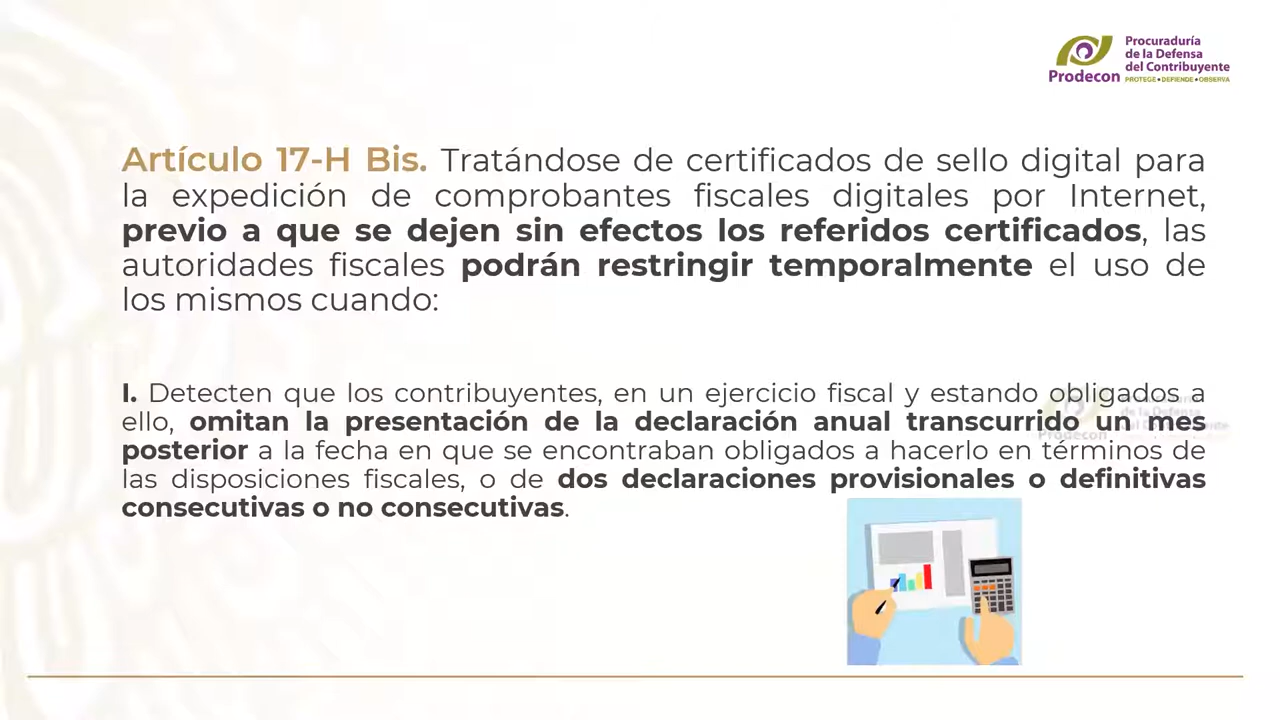 Procuraduría
de la Defensa
del Contribuyente
Prodecon
PROTEGE • DEFIENDE • OBSERVA
Artículo 17-H Bis. Tratándose de certificados de sello digital para
la expedición de comprobantes fiscales digitales por Internet,
previo a que se dejen sin efectos los referidos certificados, las
autoridades fiscales podrán restringir temporalmente el uso de
los mismos cuando:
I. Detecten que los contribuyentes, en un ejercicio fiscal y estando obligados a
ello, omitan la presentación de la declaración anual transcurrido un mes
posterior a la fecha en que se encontraban obligados a hacerlo en términos de
las disposiciones fiscales, o de dos declaraciones provisionales o definitivas
consecutivas o no consecutivas.
Prodecon